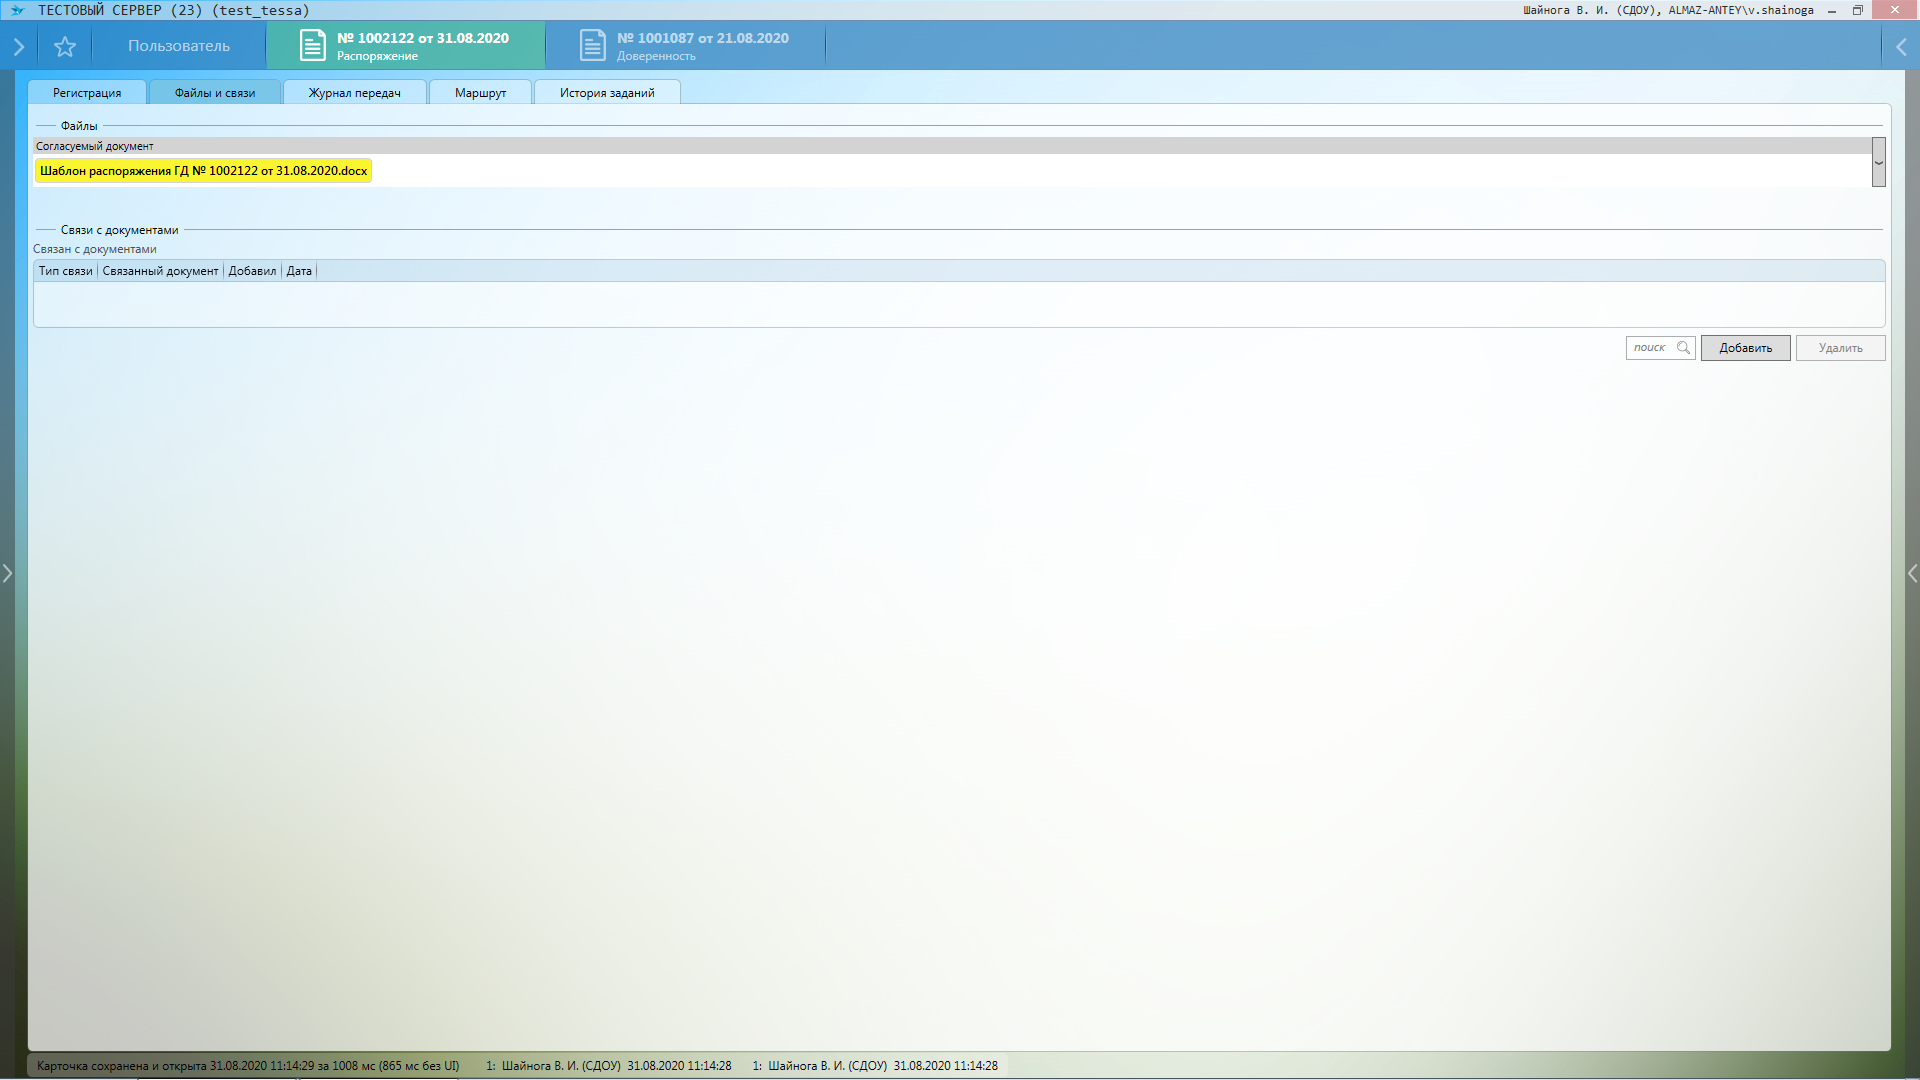 ТЕСТОВЫЙ СЕРВЕР (23) (test_tessa)
Шайнога В. И. (СДОУ), ALMAZ-ANTEY\v.shainoga
Пользователь
№ 1002122 от 31.08.2020
Распоряжение
№ 1001087 от 21.08.2020
Доверенность
Регистрация
Файлы и связи
Журнал передач
Маршрут
История заданий
Файлы
Согласуемый документ
Шаблон распоряжения ГД № 1002122 от 31.08.2020.docx
Связи с документами
Связан с документами
Тип связи Связанный документ Добавил Дата
поиск
Добавить
Удалить
Карточка сохранена и открыта 31.08.2020 11:14:29 за 1008 мс (865 мс без UI) 1: Шайнога В. И. (СДОУ) 31.08.2020 11:14:28 1: Шайнога В. И. (СДОУ) 31.08.2020 11:14:28